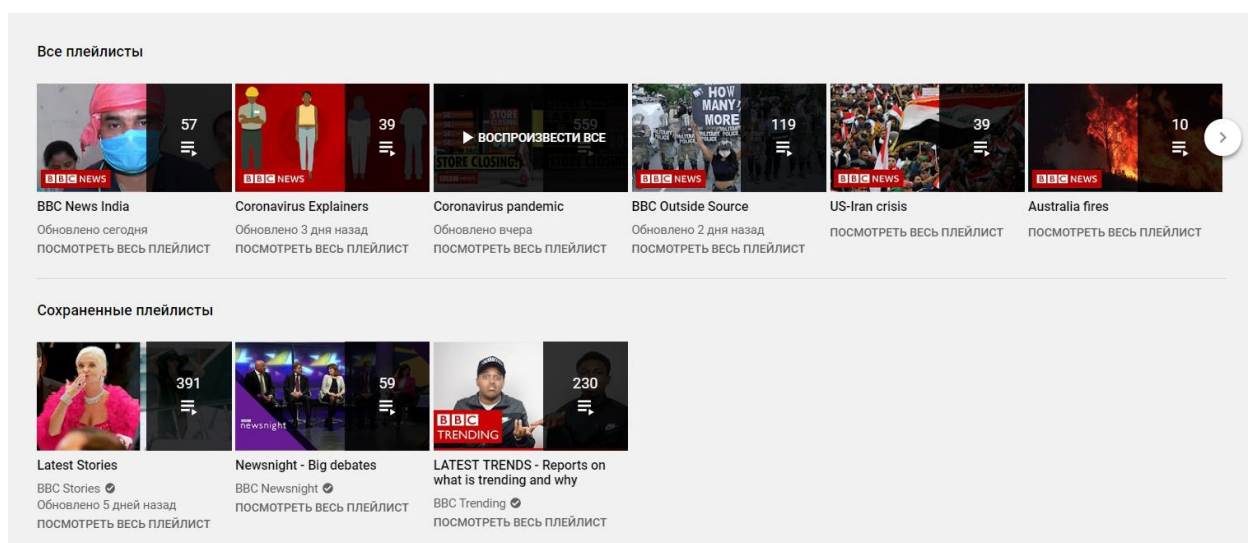 Все плейлисты
57
39
559
ВОСПРОИЗВЕСТИ ВСЕ
STORE CLOSING!
HOW MANY MORE
119
39
10
BBC NEWS
BBC NEWS
BBC NEWS
BBC NEWS
BBC NEWS
BBC NEWS
BBC News India
Coronavirus Explainers
Coronavirus pandemic
BBC Outside Source
US-Iran crisis
Australia fires
Обновлено сегодня
Обновлено 3 дня назад
Обновлено вчера
Обновлено 2 дня назад
ПОСМОТРЕТЬ ВЕСЬ ПЛЕЙЛИСТ
ПОСМОТРЕТЬ ВЕСЬ ПЛЕЙЛИСТ
ПОСМОТРЕТЬ ВЕСЬ ПЛЕЙЛИСТ
ПОСМОТРЕТЬ ВЕСЬ ПЛЕЙЛИСТ
ПОСМОТРЕТЬ ВЕСЬ ПЛЕЙЛИСТ
ПОСМОТРЕТЬ ВЕСЬ ПЛЕЙЛИСТ
Сохраненные плейлисты
391
59
230
newsnight
BBC
TRENDING
Latest Stories
BBC Stories
Обновлено 5 дней назад
ПОСМОТРЕТЬ ВЕСЬ ПЛЕЙЛИСТ
Newsnight - Big debates
BBC Newsnight
ПОСМОТРЕТЬ ВЕСЬ ПЛЕЙЛИСТ
LATEST TRENDS - Reports on
what is trending and why
BBC Trending
ПОСМОТРЕТЬ ВЕСЬ ПЛЕЙЛИСТ